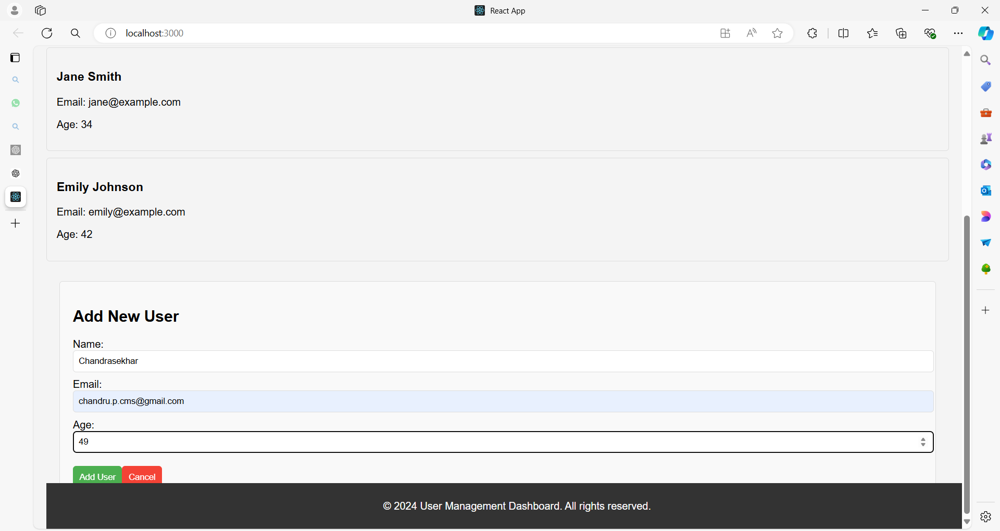 React App
localhost:3000
Jane Smith
Email: jane@example.com
Age: 34
Emily Johnson
Email: emily@example.com
Age: 42
Add New User
Name:
Chandrasekhar
Email:
chandru.p.cms@gmail.com
Age:
49
Add User Cancel
© 2024 User Management Dashboard. All rights reserved.